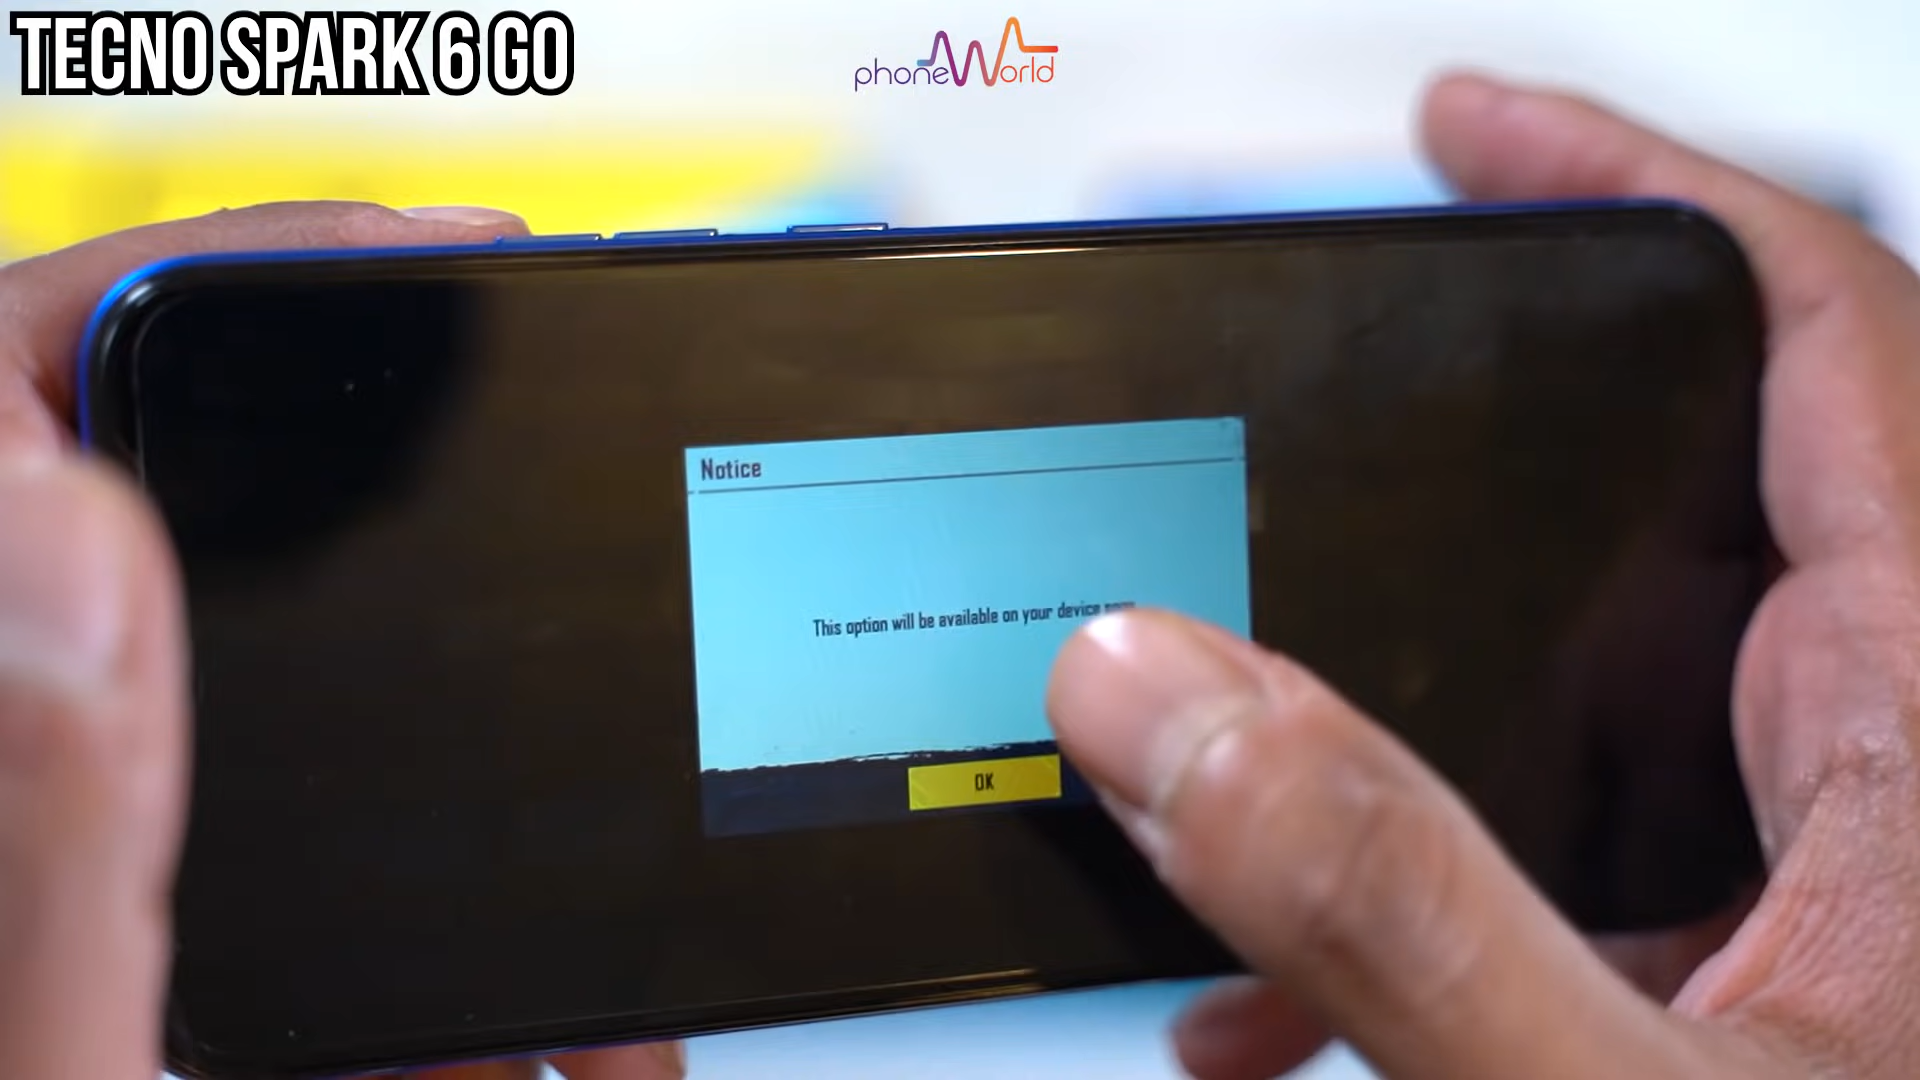 TECNO SPARK 6 GO
phoneWorld
Notice
This option will be available on your device
OK